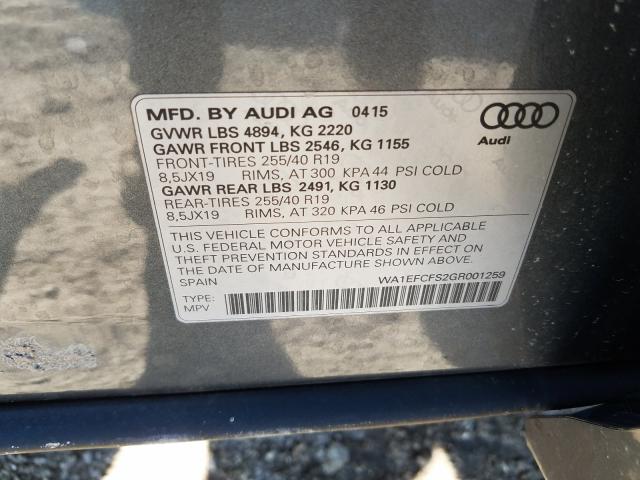 MFD. BY AUDI AG 0415
GVWR LBS 4894, KG 2220
GAWR FRONT LBS 2546, KG 1155
FRONT-TIRES 255/40 R19
8,5JX19 RIMS, AT 300 KPA 44 PSI COLD
GAWR REAR LBS 2491, KG 1130
REAR-TIRES 255/40 R19
8,5JX19 RIMS, AT 320 KPA 46 PSI COLD
Audi
THIS VEHICLE CONFORMS TO ALL APPLICABLE
U.S. FEDERAL MOTOR VEHICLE SAFETY AND
THEFT PREVENTION STANDARDS IN EFFECT ON
THE DATE OF MANUFACTURE SHOWN ABOVE.
SPAIN WA1EFCFS2GR001259
TYPE:
MPV